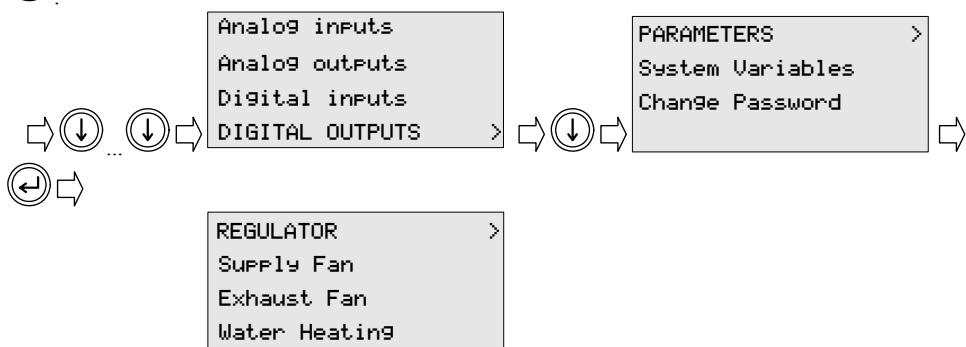 Analog inputs
Analog outputs
Digital inputs
DIGITAL OUTPUTS >
...
PARAMETERS >
System Variables
Change Password
REGULATOR >
Supply Fan
Exhaust Fan
Water Heating